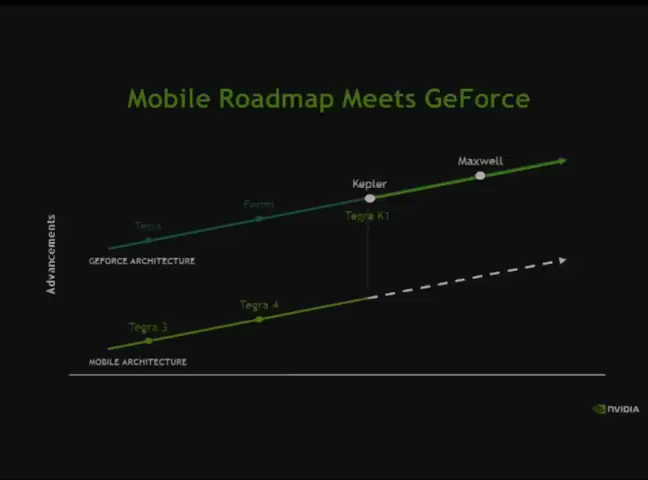 Mobile Roadmap Meets GeForce
Maxwell
Kepler
Fermi
Tegra K1
Tesla
GEFORCE ARCHITECTURE
Advancements
Tegra 4
Tegra 3
MOBILE ARCHITECTURE
NVIDIA